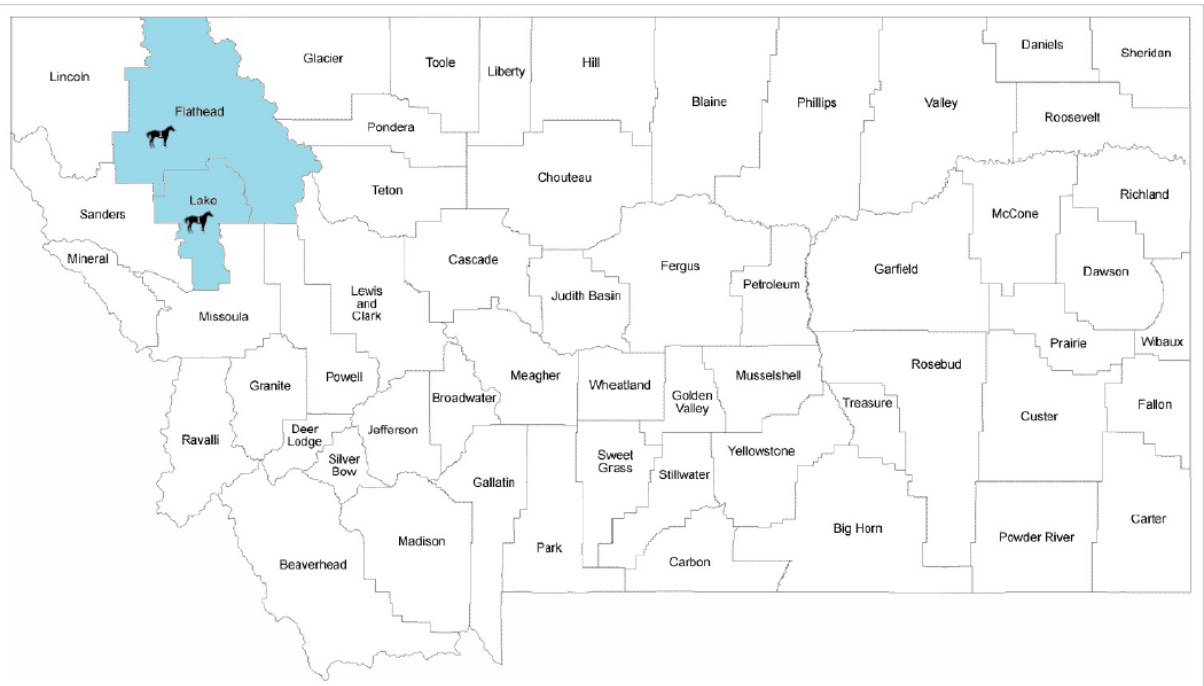 Lincoln
Flathead
Glacier
Toole
Liberty
Hill
Blaine
Phillips
Valley
Daniels
Sheridan
Roosevelt
Pondera
Teton
Chouteau
Lake
Sanders
Mineral
Missoula
Lewis
and
Clark
Cascade
Judith Basin
Fergus
Petroleum
Garfield
McCone
Richland
Dawson
Wibaux
Prairie
Powell
Granite
Ravalli
Deer
Lodge
Silver
Bow
Jefferson
Broadwater
Meagher
Wheatland
Golden
Valley
Musselshell
Rosebud
Treasure
Custer
Fallon
Gallatin
Sweet
Grass
Stillwater
Yellowstone
Big Horn
Powder River
Carter
Beaverhead
Madison
Park
Carbon